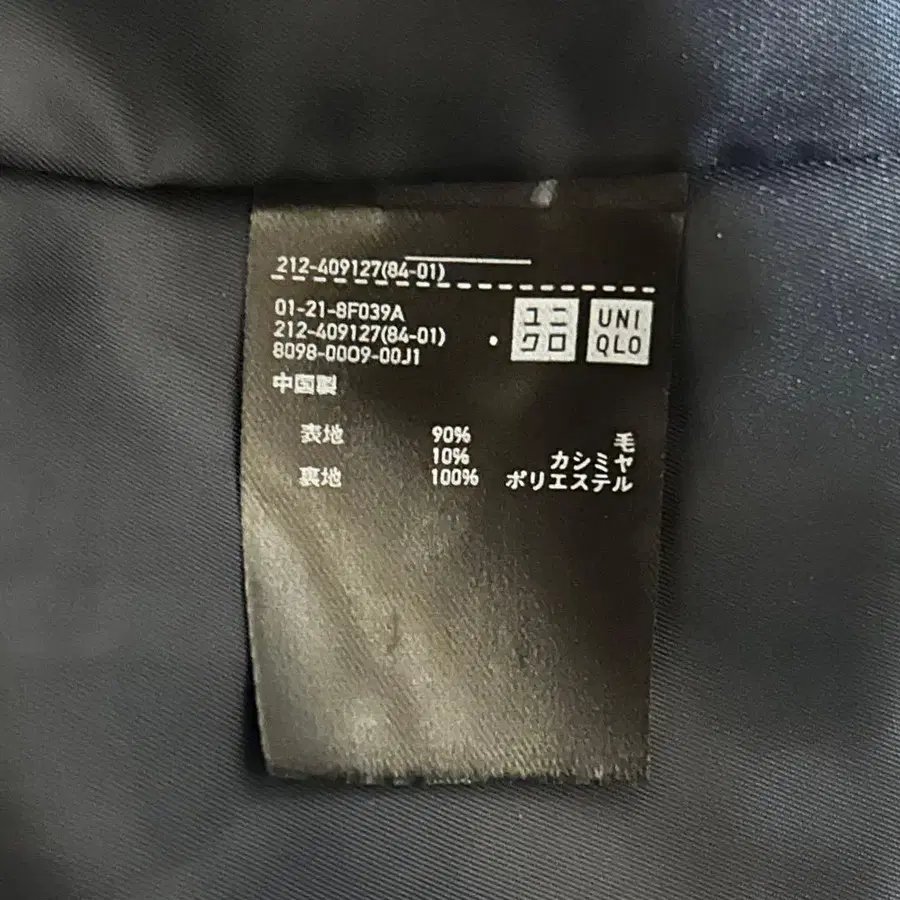 212-409127(84-01)
01-21-8F039A
212-409127(84-01)
8098-0009-00J1
ユニ
クロ
UNI
QLO
中国製
表地 90% 毛
10% カシミヤ
裏地 100% ポリエステル